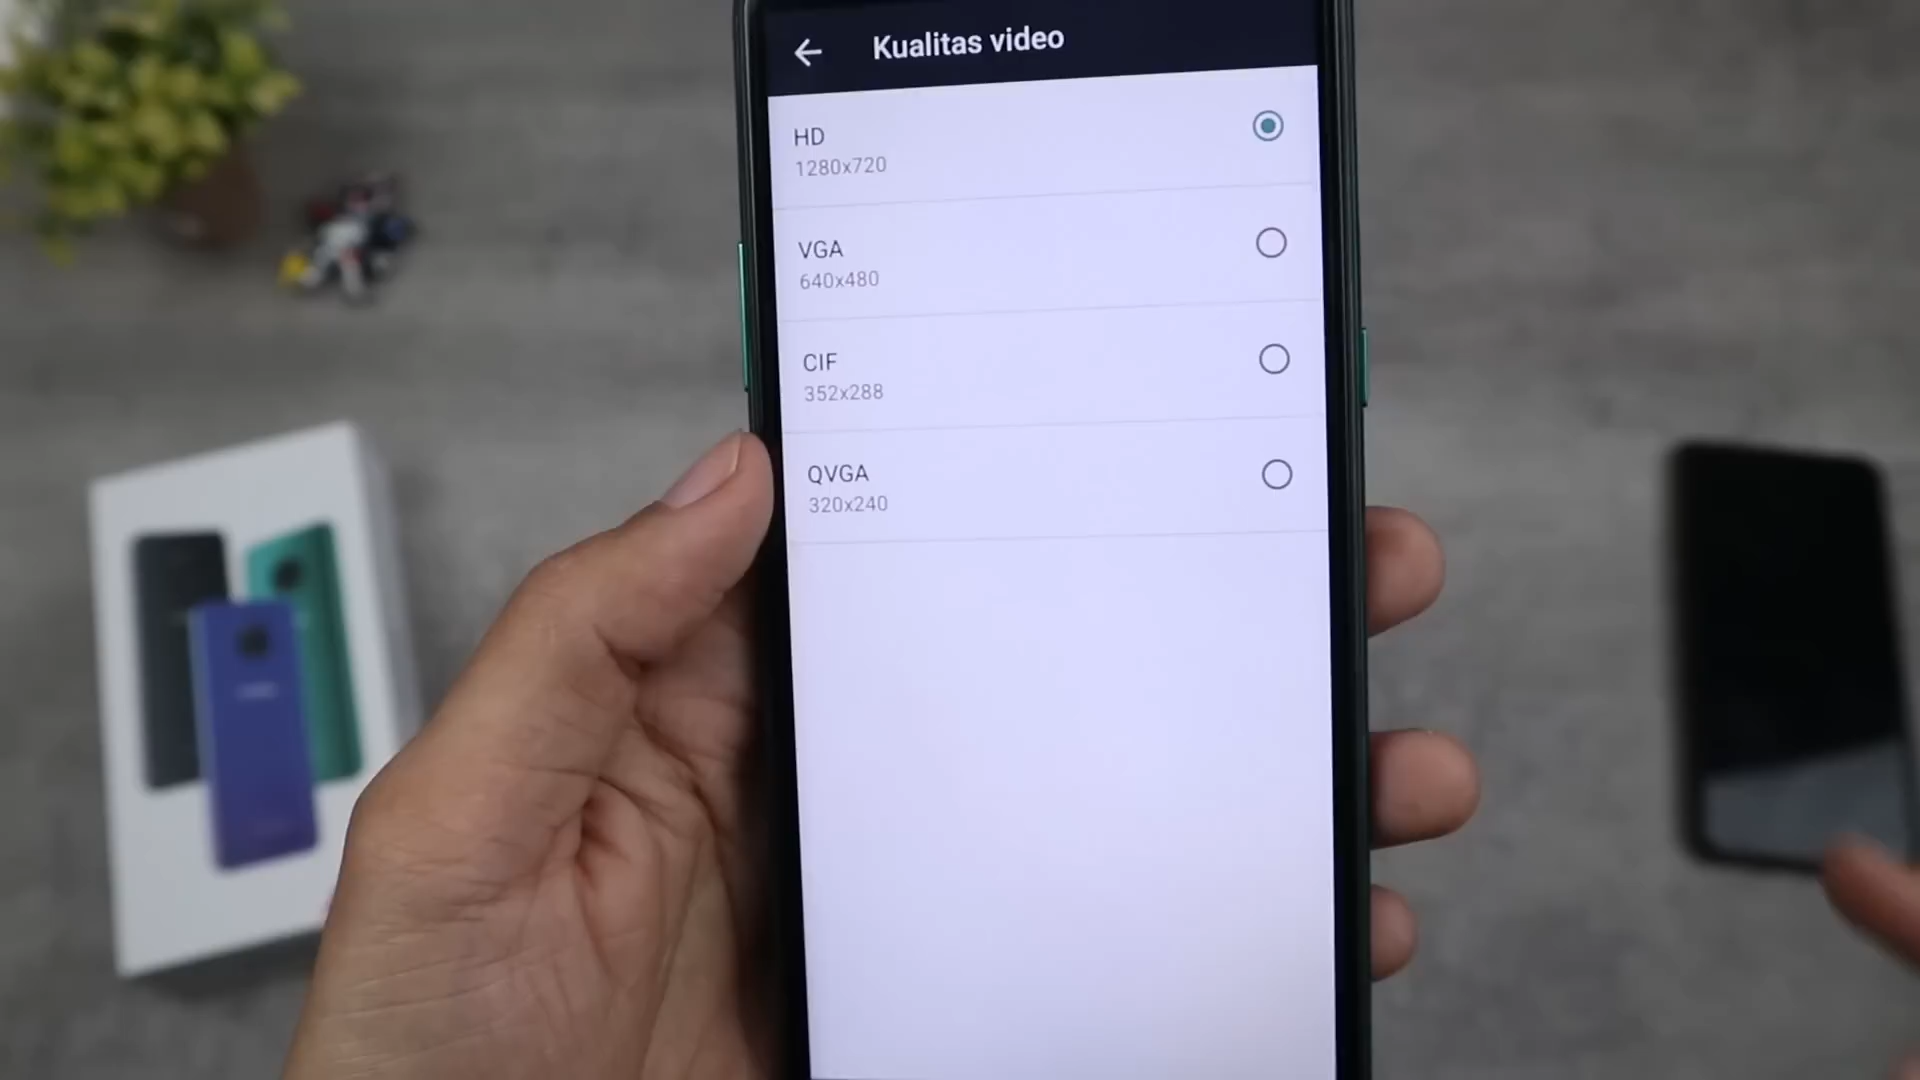 Kualitas video
HD
1280x720
VGA
640x480
CIF
352x288
QVGA
320x240